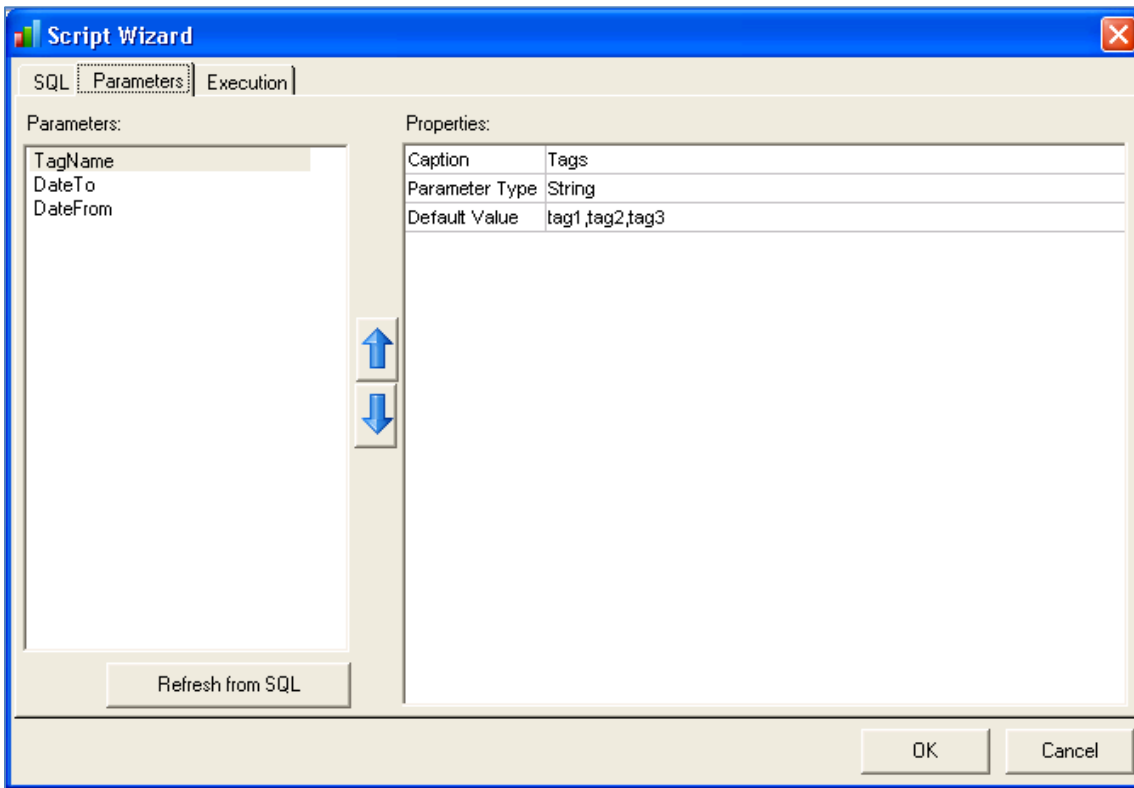 Script Wizard
SQL Parameters Execution
Parameters:
TagName
DateTo
DateFrom
Refresh from SQL
Properties:
Caption Tags
Parameter Type String
Default Value tag1,tag2,tag3
OK Cancel